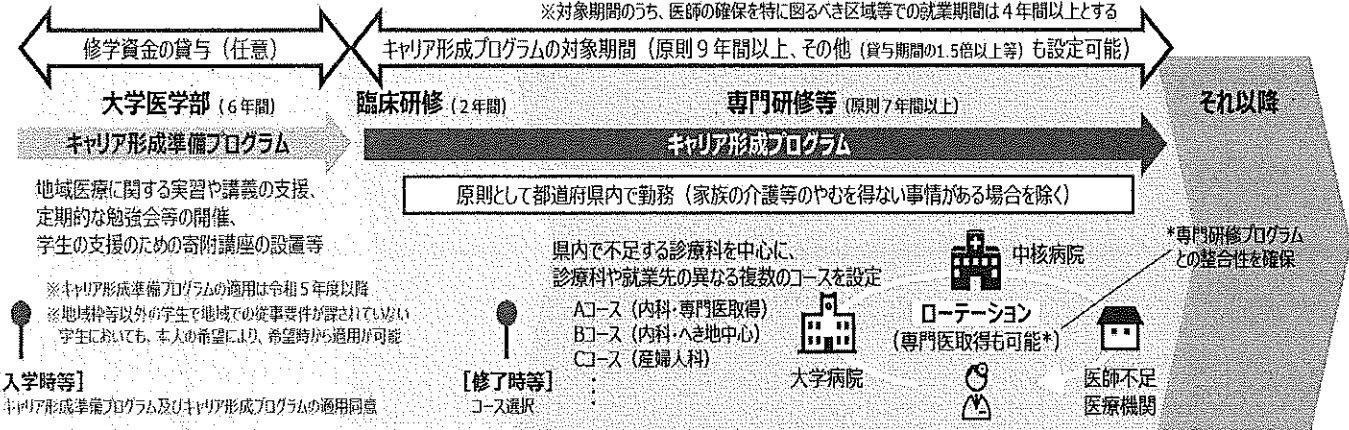 ※対象期間のうち、医師の確保を特に図るべき区域等での就業期間は4年間以上とする
修学資金の貸与（任意）
キャリア形成プログラムの対象期間（原則9年間以上、その他（貸与期間の1.5倍以上等）も設定可能）
大学医学部（6年間）
臨床研修（2年間）
専門研修等（原則7年間以上）
それ以降
キャリア形成準備プログラム
キャリア形成プログラム
地域医療に関する実習や講義の支援、
定期的な勉強会等の開催、
学生の支援のための寄附講座の設置等
原則として都道府県内で勤務（家族の介護等のやむを得ない事情がある場合を除く）
※キャリア形成準備プログラムの適用は令和5年度以降
※地域枠等以外の学生で地域での従事要件が課されていない
学生においても、本人の希望により、希望時から適用が可能
県内で不足する診療科を中心に、
診療科や就業先の異なる複数のコースを設定
Aコース（内科・専門医取得）
Bコース（内科・へき地中心）
Cコース（産婦人科）
⋮
中核病院
*専門研修プログラム
との整合性を確保
ローテーション
（専門医取得も可能*）
大学病院
医師不足
医療機関
入学時等]
キャリア形成準備プログラム及びキャリア形成プログラムの適用同意
[修了時等]
コース選択